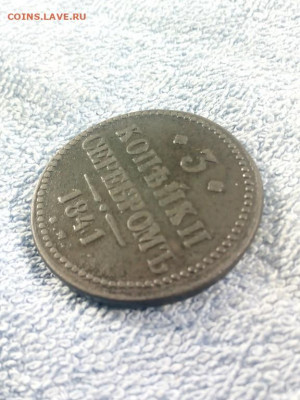 COINS.LAVE.RU
· 3 ·
КОПѢЙКИ
СЕРЕБРОМЪ
1841